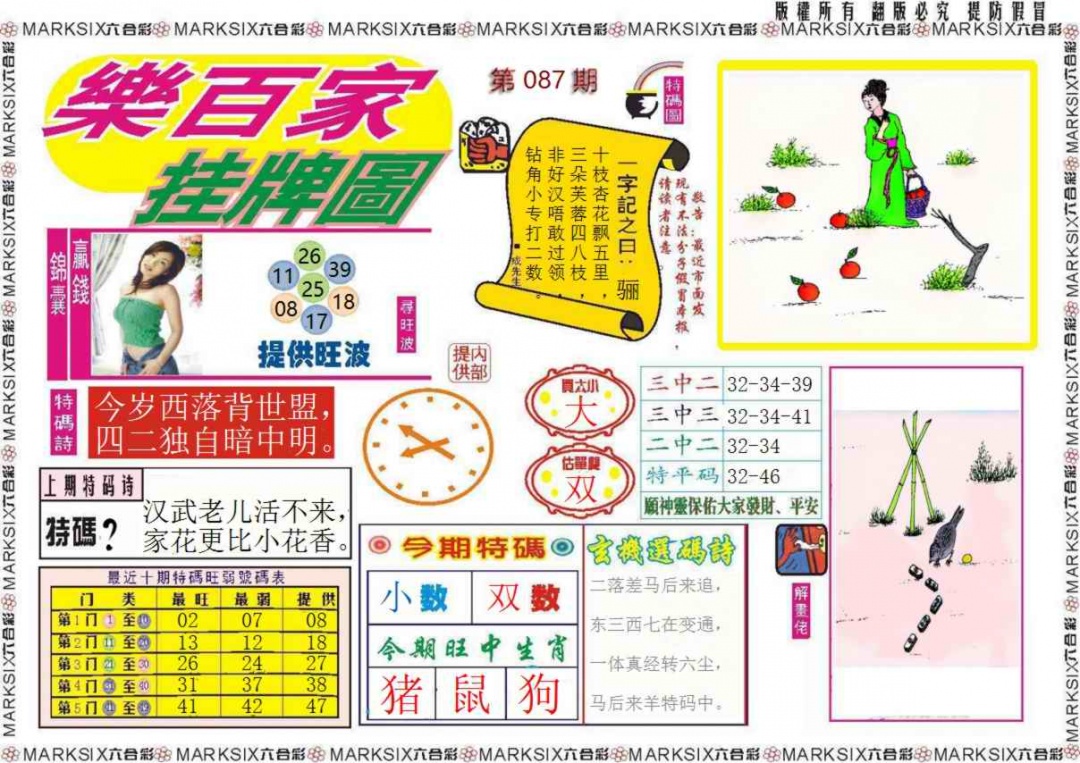 版權所有 翻版必究 提防假冒
MARKSIX六合彩 MARKSIX六合彩 MARKSIX六合彩 MARKSIX六合彩 MARKSIX六合彩 MARKSIX六合彩 MARKSIX六合彩
樂百家
挂牌圖
第 087 期
特碼圖
一字記之曰：骊
十枝杏花飘五里，
三朵芙蓉四八枝，
非好汉唔敢过领，
钻角小专打二数。
■成先生
敬告：最近市面发
现有不法分子假冒本报，
请读者注意。
贏錢
錦囊
26
11
39
25
08
18
17
提供旺波
尋旺波
内部
提供
特碼詩
今岁西落背世盟，
四二独自暗中明。
上期特码诗
特碼？
汉武老儿活不来，
家花更比小花香。
買大小
大
估單雙
双
三中二 32-34-39
三中三 32-34-41
二中二 32-34
特平码 32-46
願神靈保佑大家發財、平安
最近十期特碼旺弱號碼表
门 类 最旺 最弱 提供
第1门 1 至 02 07 08
第2门 11 至 13 12 18
第3门 21 至 30 26 24 27
第4门 至 40 31 37 38
第5门 至 41 42 47
今期特碼
小数 双数
今期旺中生肖
猪 鼠 狗
玄機選碼詩
二落差马后来追，
东三西七在变通，
一体真经转六尘，
马后来羊特码中。
解畫佬
MARKSIX六合彩 MARKSIX六合彩 MARKSIX六合彩 MARKSIX六合彩 MARKSIX六合彩 MARKSIX六合彩 MARKSIX六合彩